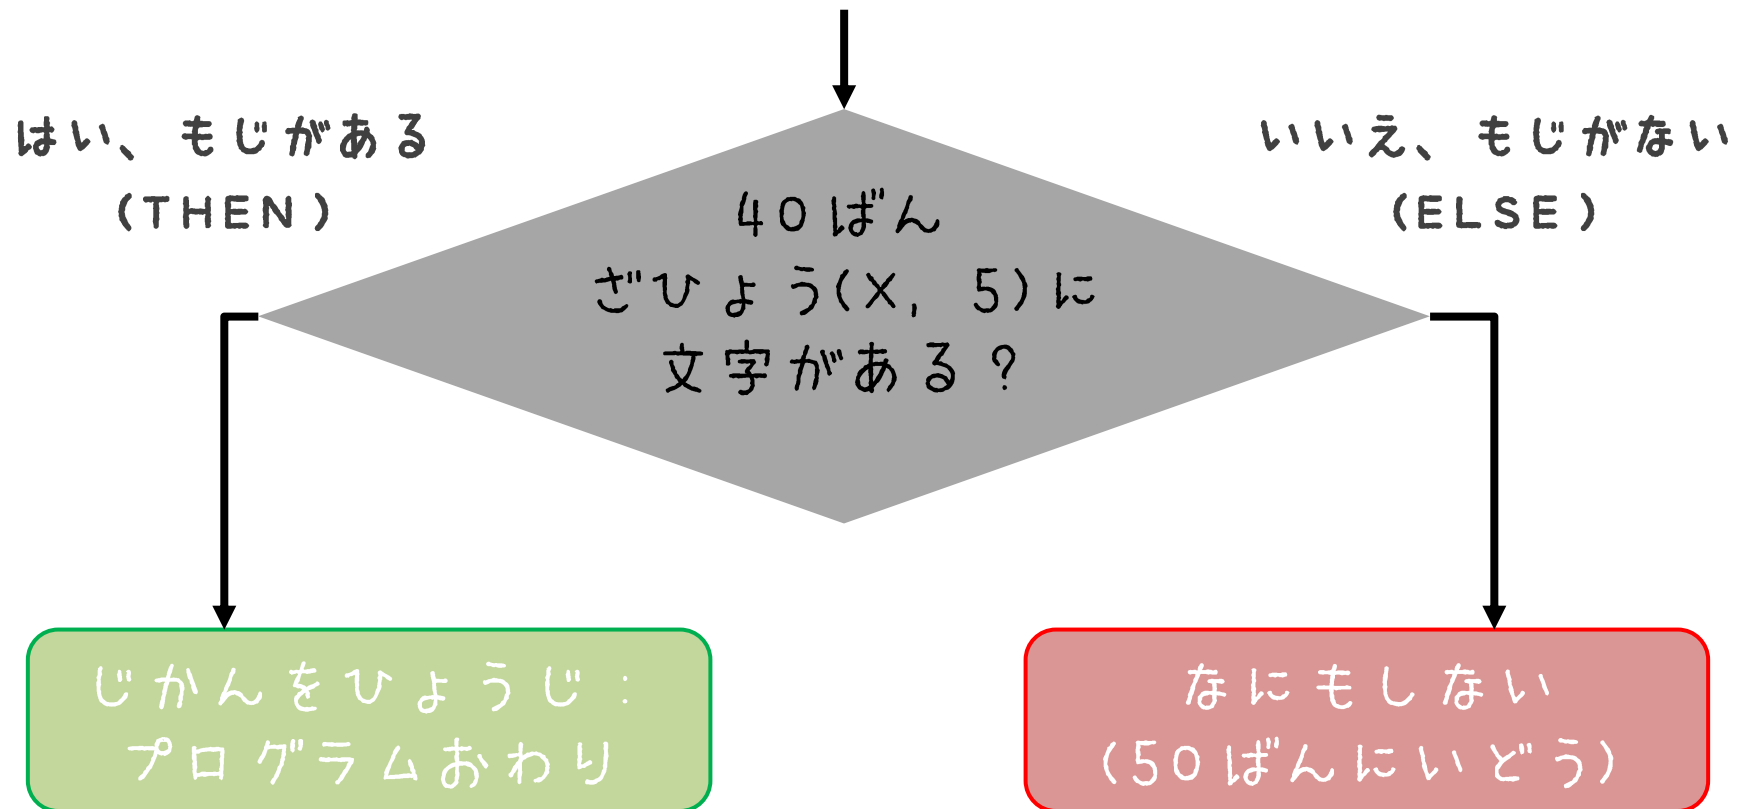 はい、もじがある
(THEN)
いいえ、もじがない
(ELSE)
40ばん
ざひょう(X, 5)に
文字がある?
じかんをひょうじ:
プログラムおわり
なにもしない
(50ばんにいどう)